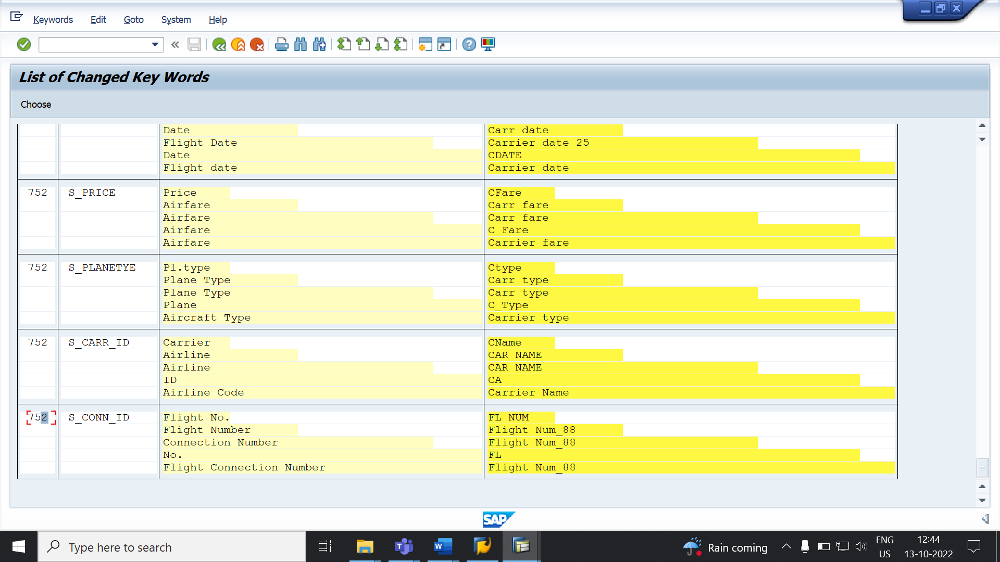 Keywords Edit Goto System Help
List of Changed Key Words
Choose
Date Carr date
Flight Date Carrier date 25
Date CDATE
Flight date Carrier date
752 S_PRICE Price CFare
Airfare Carr fare
Airfare Carr fare
Airfare C_Fare
Airfare Carrier fare
752 S_PLANETYE Pl.type Ctype
Plane Type Carr type
Plane Type Carr type
Plane C_Type
Aircraft Type Carrier type
752 S_CARR_ID Carrier CName
Airline CAR NAME
Airline CAR NAME
ID CA
Airline Code Carrier Name
752 S_CONN_ID Flight No. FL NUM
Flight Number Flight Num_88
Connection Number Flight Num_88
No. FL
Flight Connection Number Flight Num_88
SAP
Type here to search Rain coming ENG 12:44
US 13-10-2022